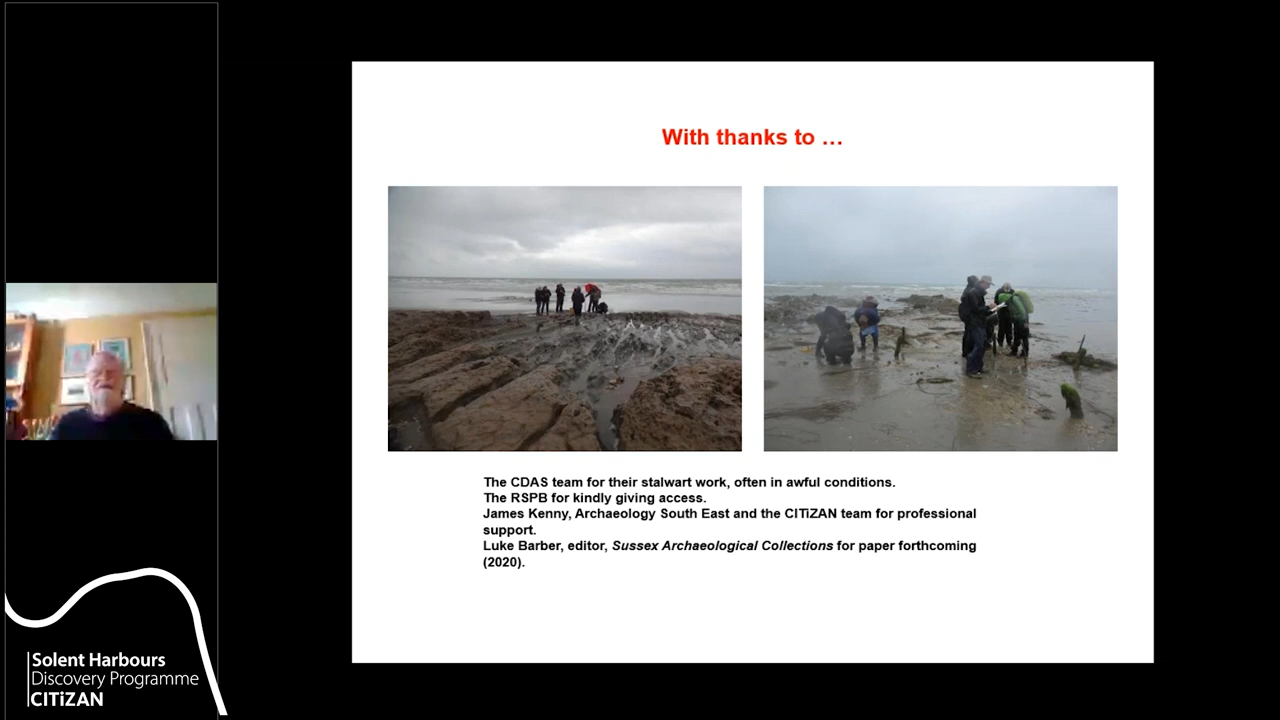 With thanks to …
The CDAS team for their stalwart work, often in awful conditions.
The RSPB for kindly giving access.
James Kenny, Archaeology South East and the CITiZAN team for professional
support.
Luke Barber, editor, Sussex Archaeological Collections for paper forthcoming
(2020).
Solent Harbours
Discovery Programme
CITiZAN